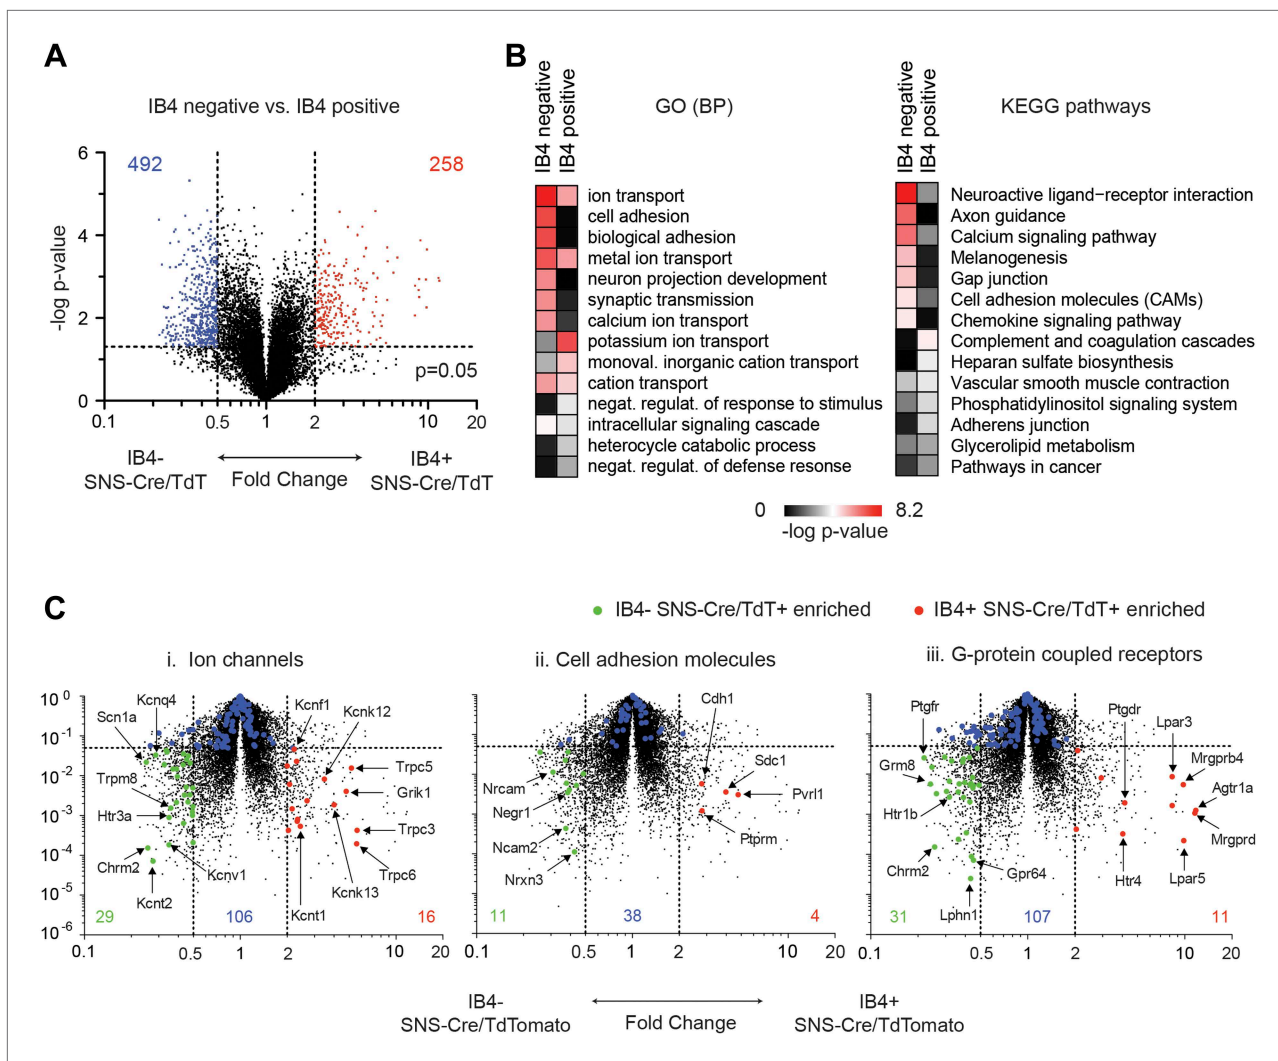 A
IB4 negative vs. IB4 positive
492
258
6
4
2
0
-log p-value
p=0.05
0.1
0.5
1
2
10
20
IB4-
SNS-Cre/TdT
Fold Change
IB4+
SNS-Cre/TdT
B
IB4 negative
IB4 positive
GO (BP)
ion transport
cell adhesion
biological adhesion
metal ion transport
neuron projection development
synaptic transmission
calcium ion transport
potassium ion transport
monoval. inorganic cation transport
cation transport
negat. regulat. of response to stimulus
intracellular signaling cascade
heterocycle catabolic process
negat. regulat. of defense resonse
IB4 negative
IB4 positive
KEGG pathways
Neuroactive ligand−receptor interaction
Axon guidance
Calcium signaling pathway
Melanogenesis
Gap junction
Cell adhesion molecules (CAMs)
Chemokine signaling pathway
Complement and coagulation cascades
Heparan sulfate biosynthesis
Vascular smooth muscle contraction
Phosphatidylinositol signaling system
Adherens junction
Glycerolipid metabolism
Pathways in cancer
0
8.2
-log p-value
C
IB4- SNS-Cre/TdT+ enriched
IB4+ SNS-Cre/TdT+ enriched
i. Ion channels
10^0
10^-1
10^-2
10^-3
10^-4
10^-5
10^-6
Kcnq4
Scn1a
Trpm8
Htr3a
Chrm2
Kcnt2
Kcnv1
Kcnf1
Kcnk12
Trpc5
Grik1
Trpc3
Trpc6
Kcnk13
Kcnt1
29
106
16
0.1
0.5
1
2
10
20
ii. Cell adhesion molecules
Cdh1
Sdc1
Pvrl1
Ptprm
Nrcam
Negr1
Ncam2
Nrxn3
11
38
4
0.1
0.5
1
2
10
20
iii. G-protein coupled receptors
Ptgfr
Grm8
Htr1b
Chrm2
Lphn1
Gpr64
Ptgdr
Lpar3
Mrgprb4
Agtr1a
Mrgprd
Lpar5
Htr4
31
107
11
0.1
0.5
1
2
10
20
IB4-
SNS-Cre/TdTomato
Fold Change
IB4+
SNS-Cre/TdTomato